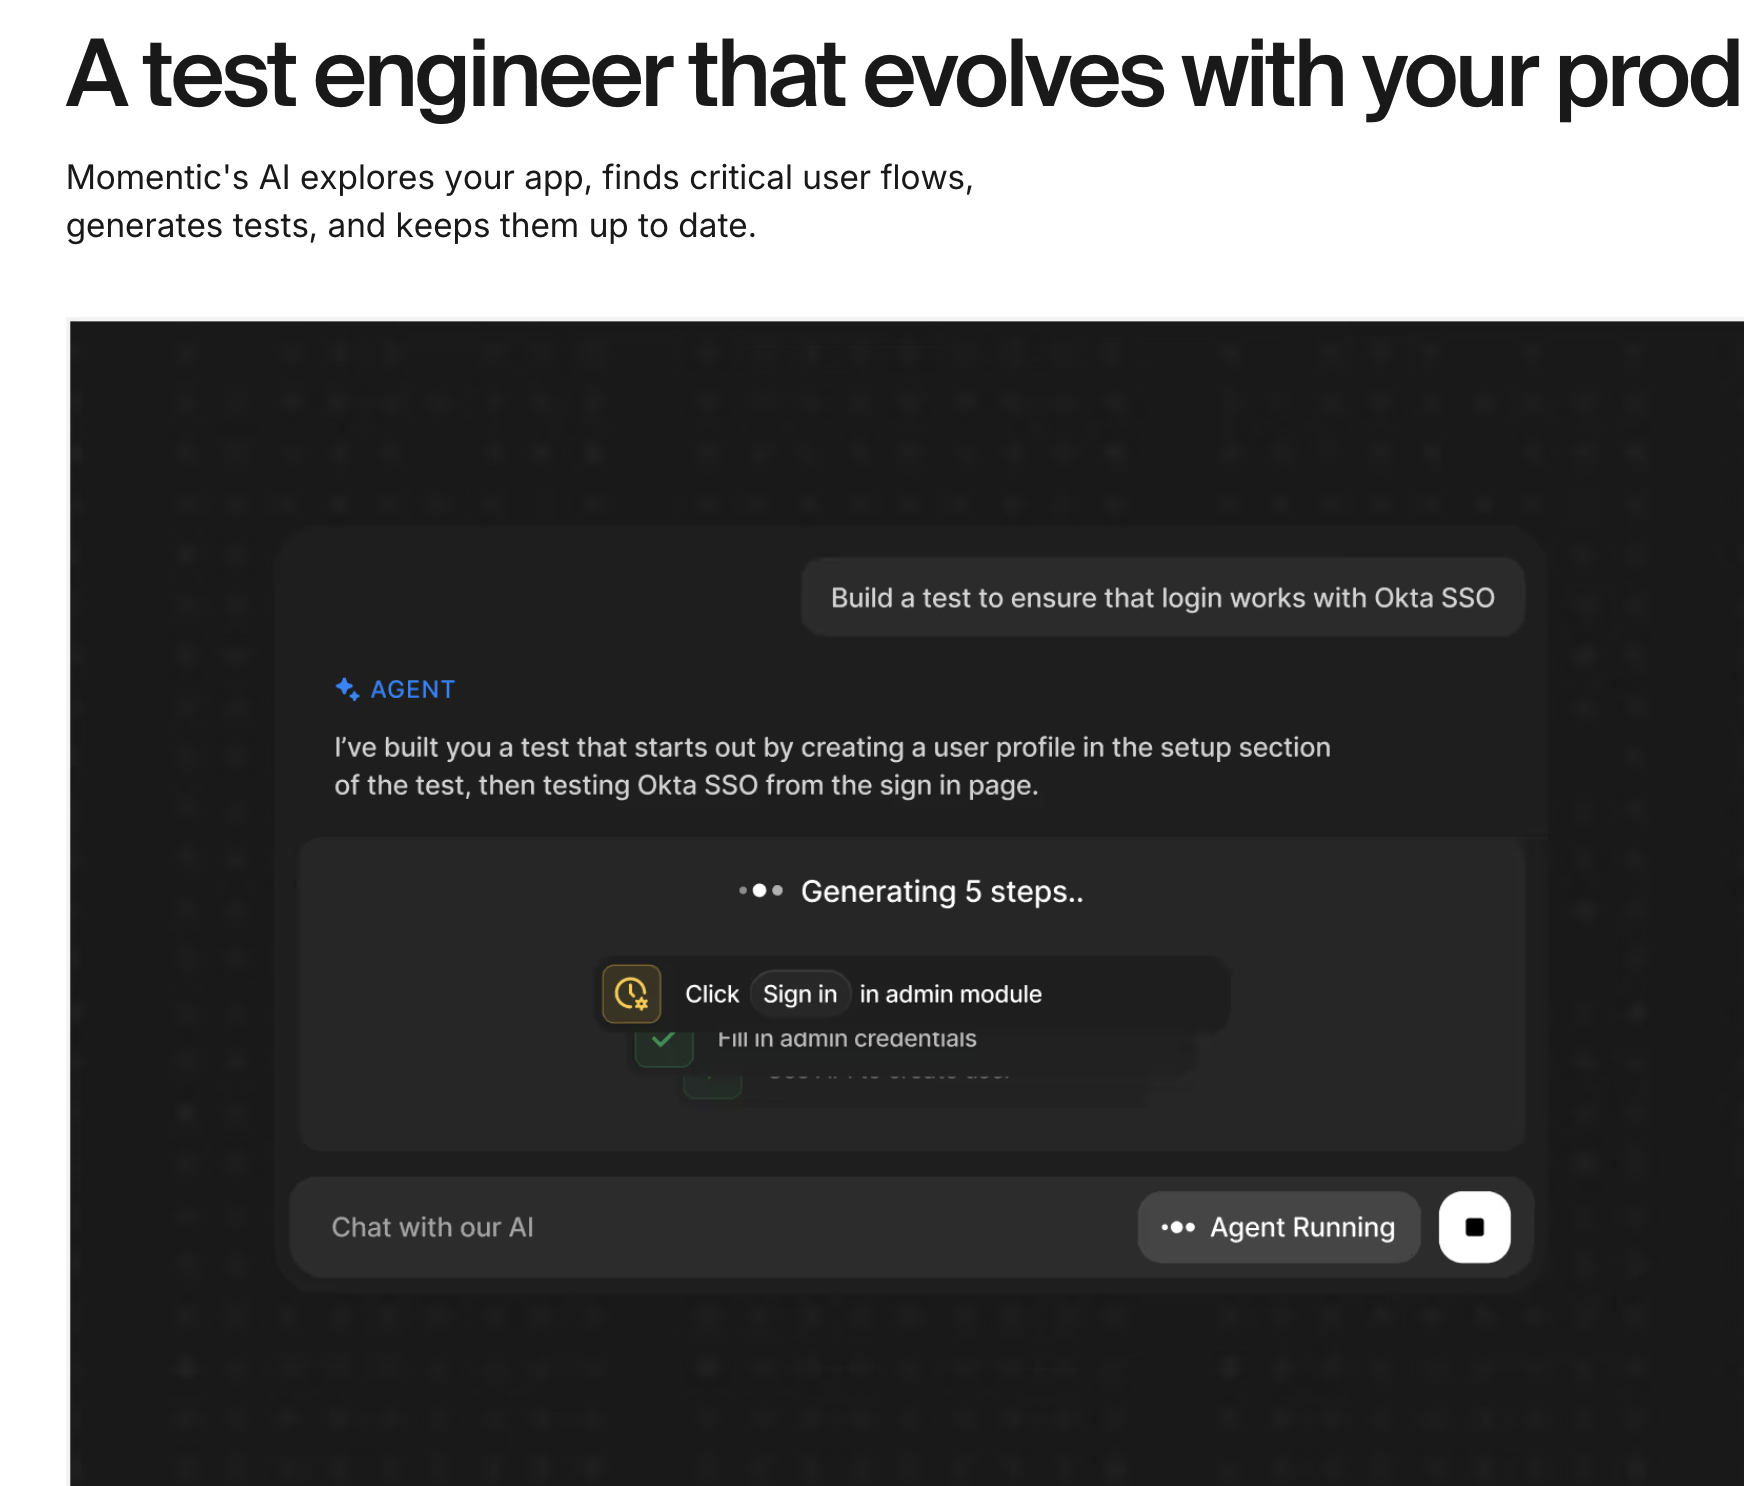 A test engineer that evolves with your prod
Momentic's AI explores your app, finds critical user flows,
generates tests, and keeps them up to date.
Build a test to ensure that login works with Okta SSO
AGENT
I’ve built you a test that starts out by creating a user profile in the setup section
of the test, then testing Okta SSO from the sign in page.
Generating 5 steps..
Click Sign in in admin module
Fill in admin credentials
to create user
Chat with our AI
Agent Running